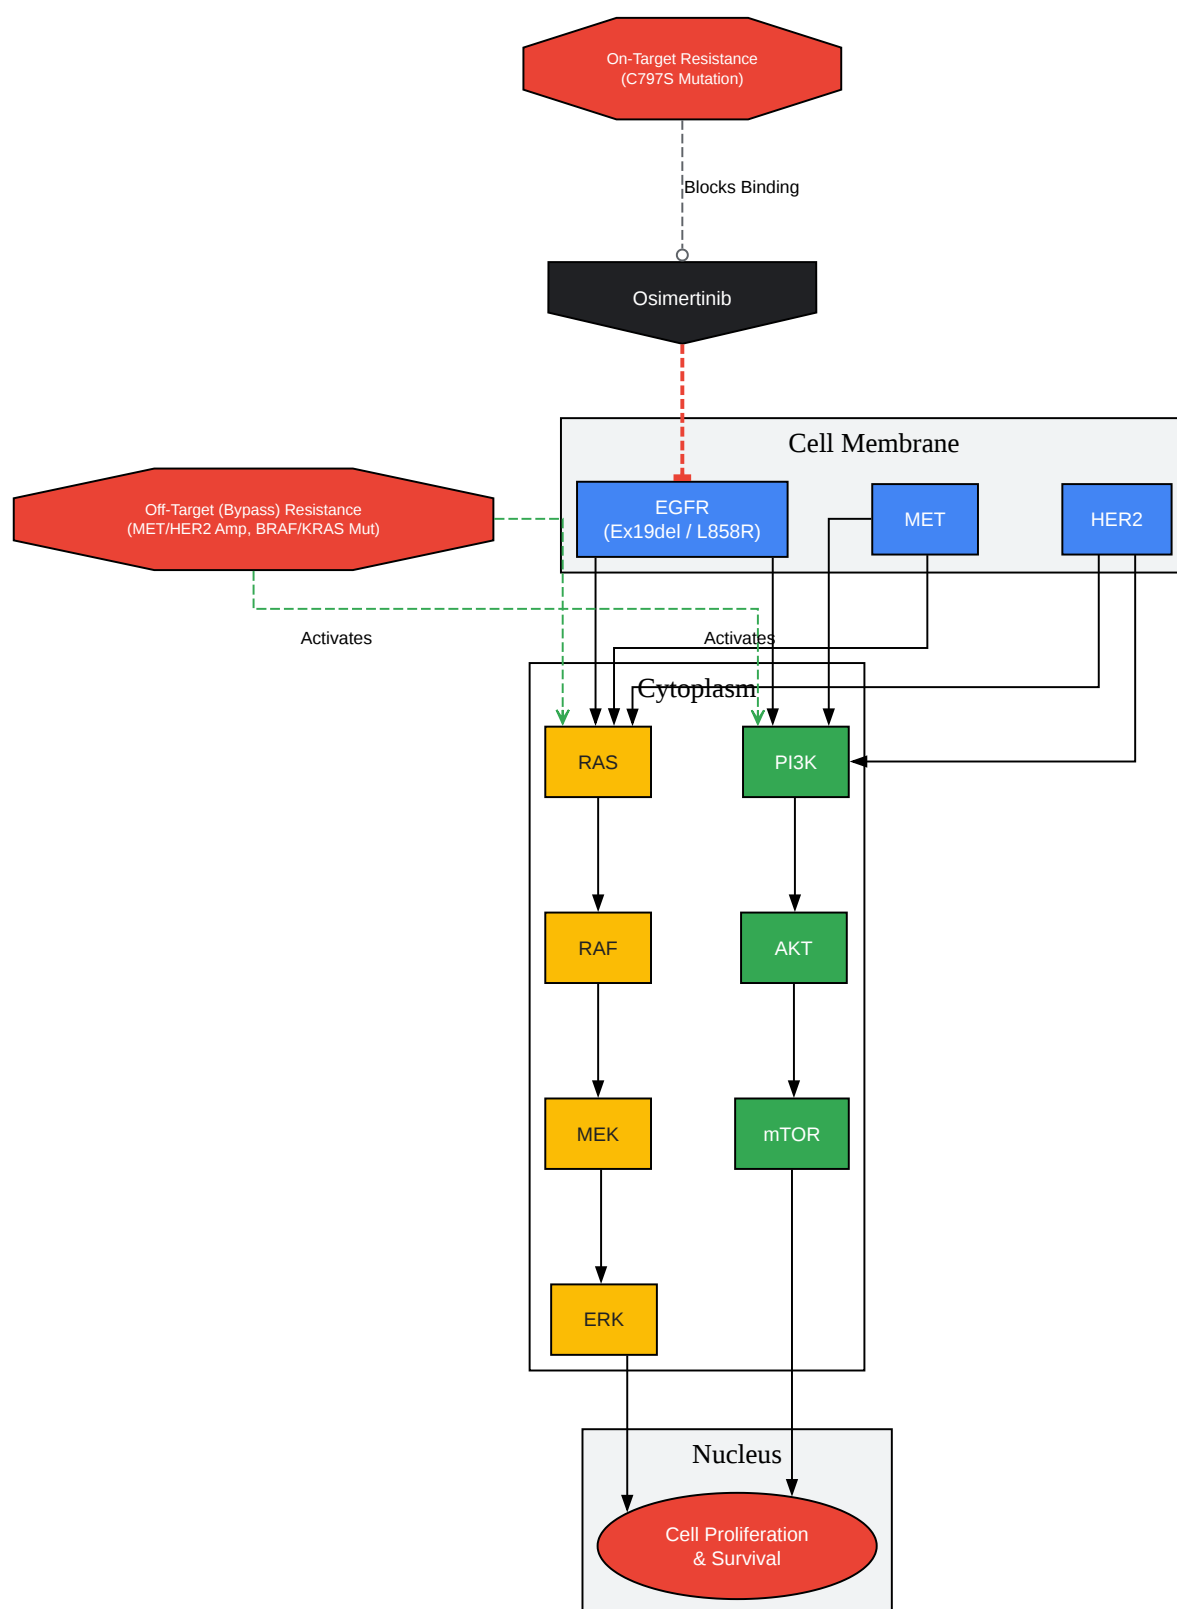 On-Target Resistance
(C797S Mutation)
Blocks Binding
Osimertinib
Cell Membrane
EGFR
(Ex19del / L858R)
MET
HER2
Off-Target (Bypass) Resistance
(MET/HER2 Amp, BRAF/KRAS Mut)
Activates
Activates
Cytoplasm
RAS
PI3K
RAF
AKT
MEK
mTOR
ERK
Nucleus
Cell Proliferation
& Survival